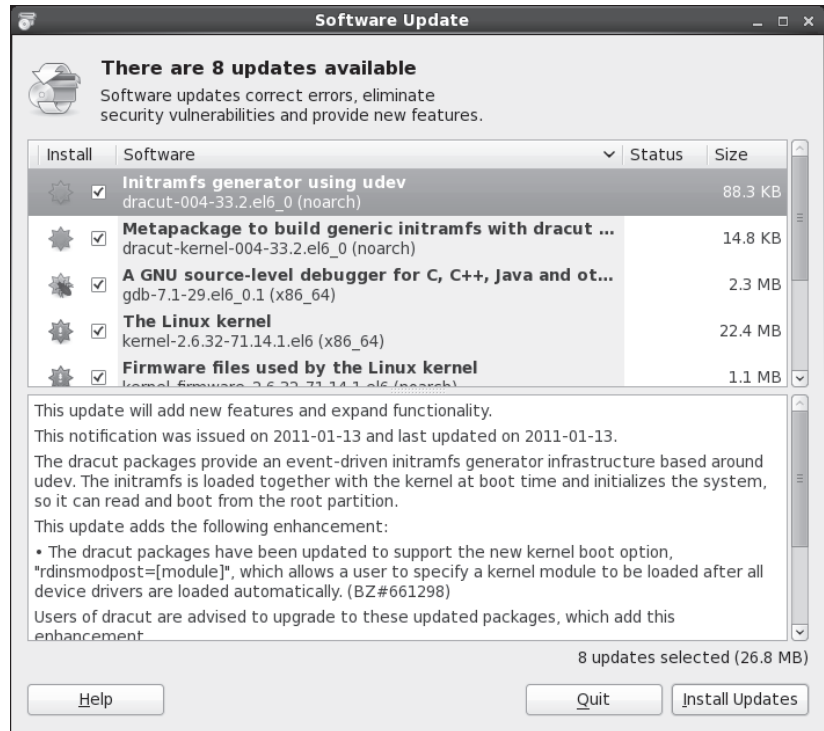 Software Update
There are 8 updates available
Software updates correct errors, eliminate
security vulnerabilities and provide new features.
Install Software Status Size
Initramfs generator using udev
dracut-004-33.2.el6_0 (noarch)
88.3 KB
Metapackage to build generic initramfs with dracut ...
dracut-kernel-004-33.2.el6_0 (noarch)
14.8 KB
A GNU source-level debugger for C, C++, Java and ot...
gdb-7.1-29.el6_0.1 (x86_64)
2.3 MB
The Linux kernel
kernel-2.6.32-71.14.1.el6 (x86_64)
22.4 MB
Firmware files used by the Linux kernel
kernel-firmware-2.6.32-71.14.1.el6 (noarch)
1.1 MB
This update will add new features and expand functionality.
This notification was issued on 2011-01-13 and last updated on 2011-01-13.
The dracut packages provide an event-driven initramfs generator infrastructure based around
udev. The initramfs is loaded together with the kernel at boot time and initializes the system,
so it can read and boot from the root partition.
This update adds the following enhancement:
• The dracut packages have been updated to support the new kernel boot option,
"rdinsmodpost=[module]", which allows a user to specify a kernel module to be loaded after all
device drivers are loaded automatically. (BZ#661298)
Users of dracut are advised to upgrade to these updated packages, which add this
enhancement.
8 updates selected (26.8 MB)
Help Quit Install Updates